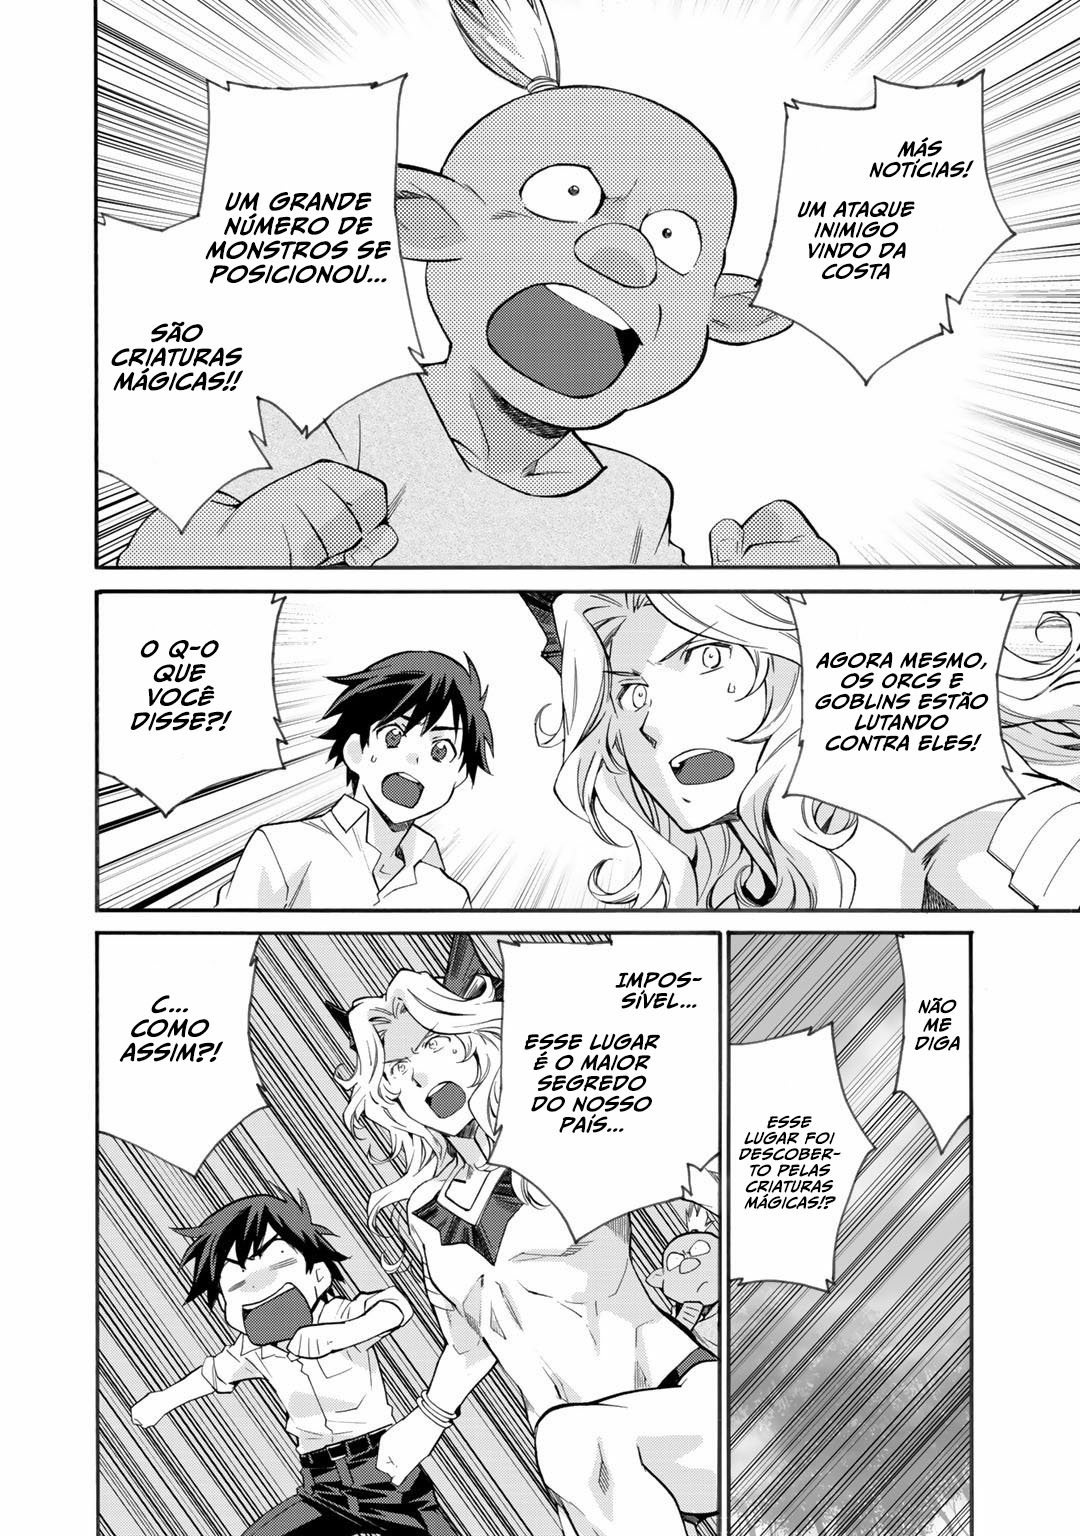 MÁS
NOTÍCIAS!
UM ATAQUE
INIMIGO
VINDO DA
COSTA
UM GRANDE
NÚMERO DE
MONSTROS SE
POSICIONOU...
SÃO
CRIATURAS
MÁGICAS!!
AGORA MESMO,
OS ORCS E
GOBLINS ESTÃO
LUTANDO
CONTRA ELES!
O Q-O
QUE
VOCÊ
DISSE?!
NÃO
ME
DIGA
ESSE
LUGAR FOI
DESCOBER-
TO PELAS
CRIATURAS
MÁGICAS!?
IMPOS-
SÍVEL...
ESSE LUGAR
É O MAIOR
SEGREDO
DO NOSSO
PAÍS...
C...
COMO
ASSIM?!